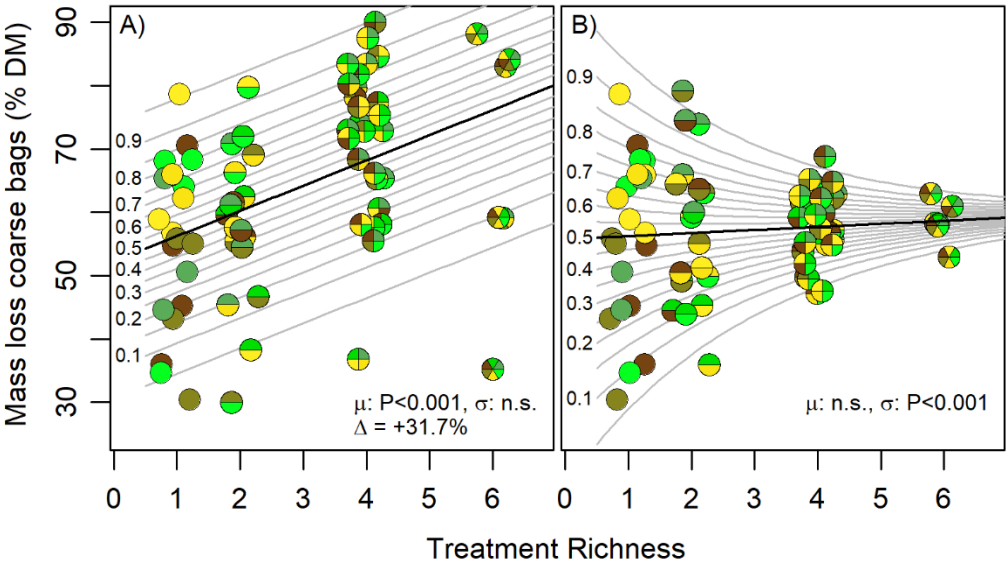 Mass loss coarse bags (% DM)
90
70
50
30
A)
0.9
0.8
0.7
0.6
0.5
0.4
0.3
0.2
0.1
μ: P<0.001, σ: n.s.
Δ = +31.7%
0 1 2 3 4 5 6
B)
0.9
0.8
0.7
0.6
0.5
0.4
0.3
0.2
0.1
μ: n.s., σ: P<0.001
0 1 2 3 4 5 6
Treatment Richness